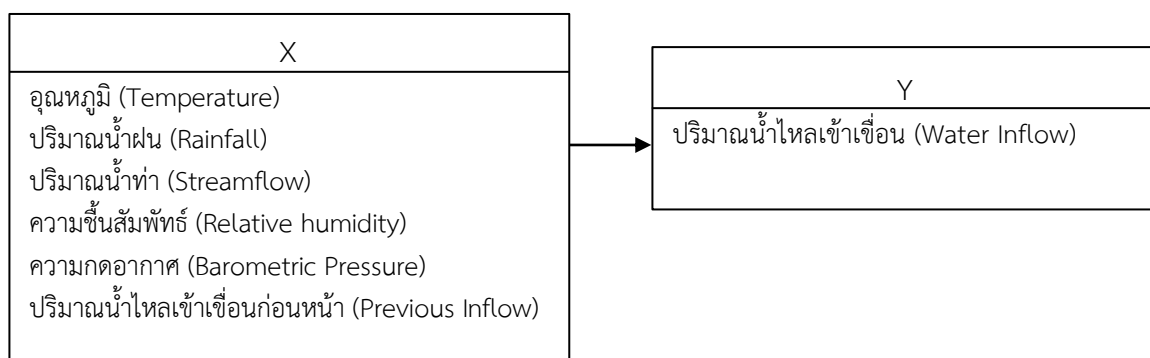 X
อุณหภูมิ (Temperature)
ปริมาณน้ำฝน (Rainfall)
ปริมาณน้ำท่า (Streamflow)
ความชื้นสัมพัทธ์ (Relative humidity)
ความกดอากาศ (Barometric Pressure)
ปริมาณน้ำไหลเข้าเขื่อนก่อนหน้า (Previous Inflow)
Y
ปริมาณน้ำไหลเข้าเขื่อน (Water Inflow)